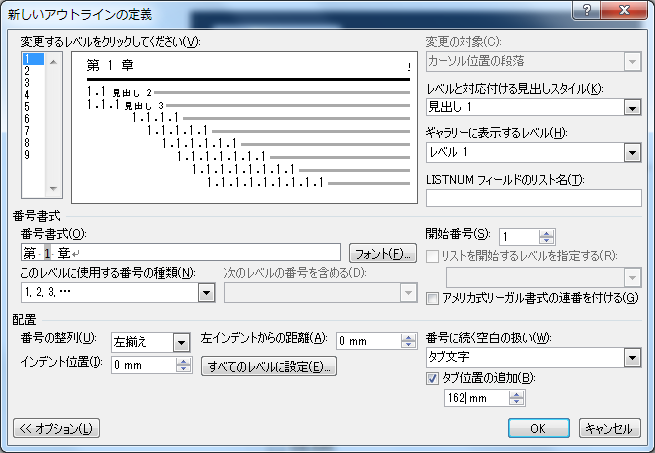 新しいアウトラインの定義
変更するレベルをクリックしてください(V):
1
2
3
4
5
6
7
8
9
第 1 章
1.1 見出し 2
1.1.1 見出し 3
1.1.1.1
1.1.1.1.1
1.1.1.1.1.1
1.1.1.1.1.1.1
1.1.1.1.1.1.1.1
1.1.1.1.1.1.1.1.1
変更の対象(C):
カーソル位置の段落
レベルと対応付ける見出しスタイル(K):
見出し 1
ギャラリーに表示するレベル(H):
レベル 1
LISTNUM フィールドのリスト名(T):
番号書式
番号書式(O):
第 1 章
フォント(F)...
このレベルに使用する番号の種類(N):
1, 2, 3, …
次のレベルの番号を含める(D):
開始番号(S): 1
リストを開始するレベルを指定する(R):
アメリカ式リーガル書式の連番を付ける(G)
配置
番号の整列(U): 左揃え
左インデントからの距離(A): 0 mm
インデント位置(I): 0 mm
すべてのレベルに設定(E)...
番号に続く空白の扱い(W):
タブ文字
タブ位置の追加(B):
162 mm
<< オプション(L)
OK
キャンセル